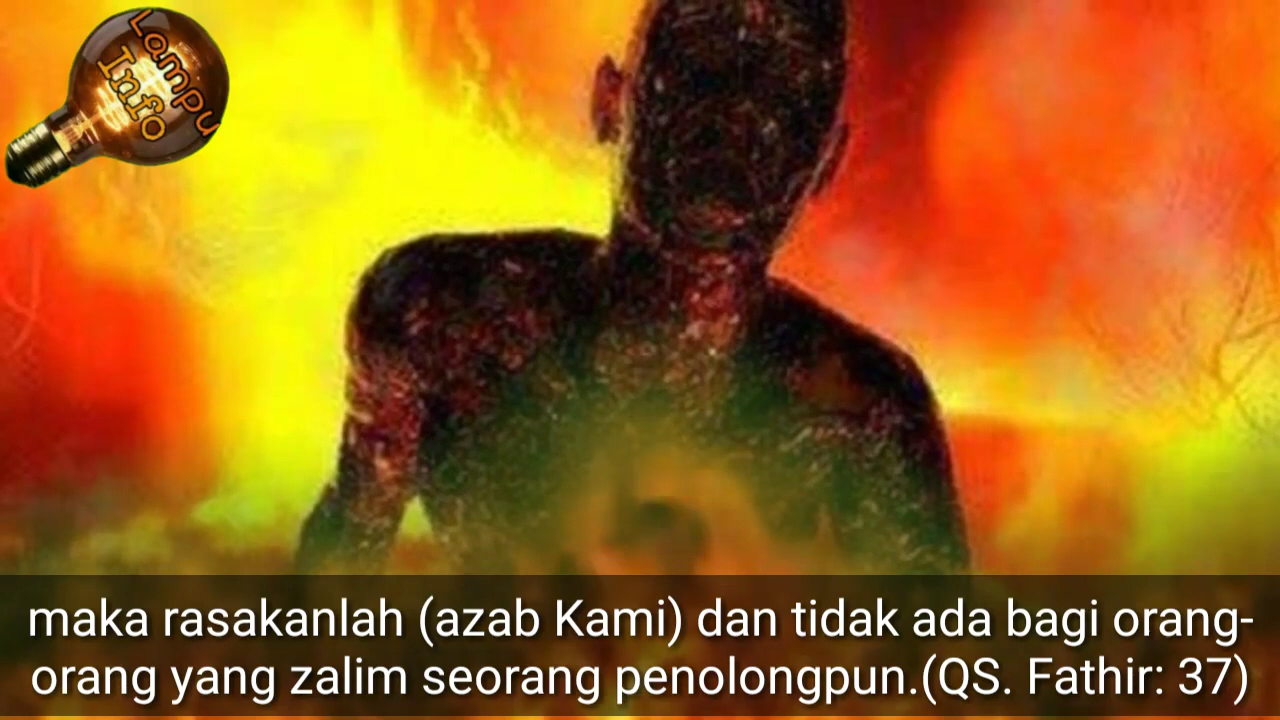 Lampu
Info
maka rasakanlah (azab Kami) dan tidak ada bagi orang-
orang yang zalim seorang penolongpun.(QS. Fathir: 37)